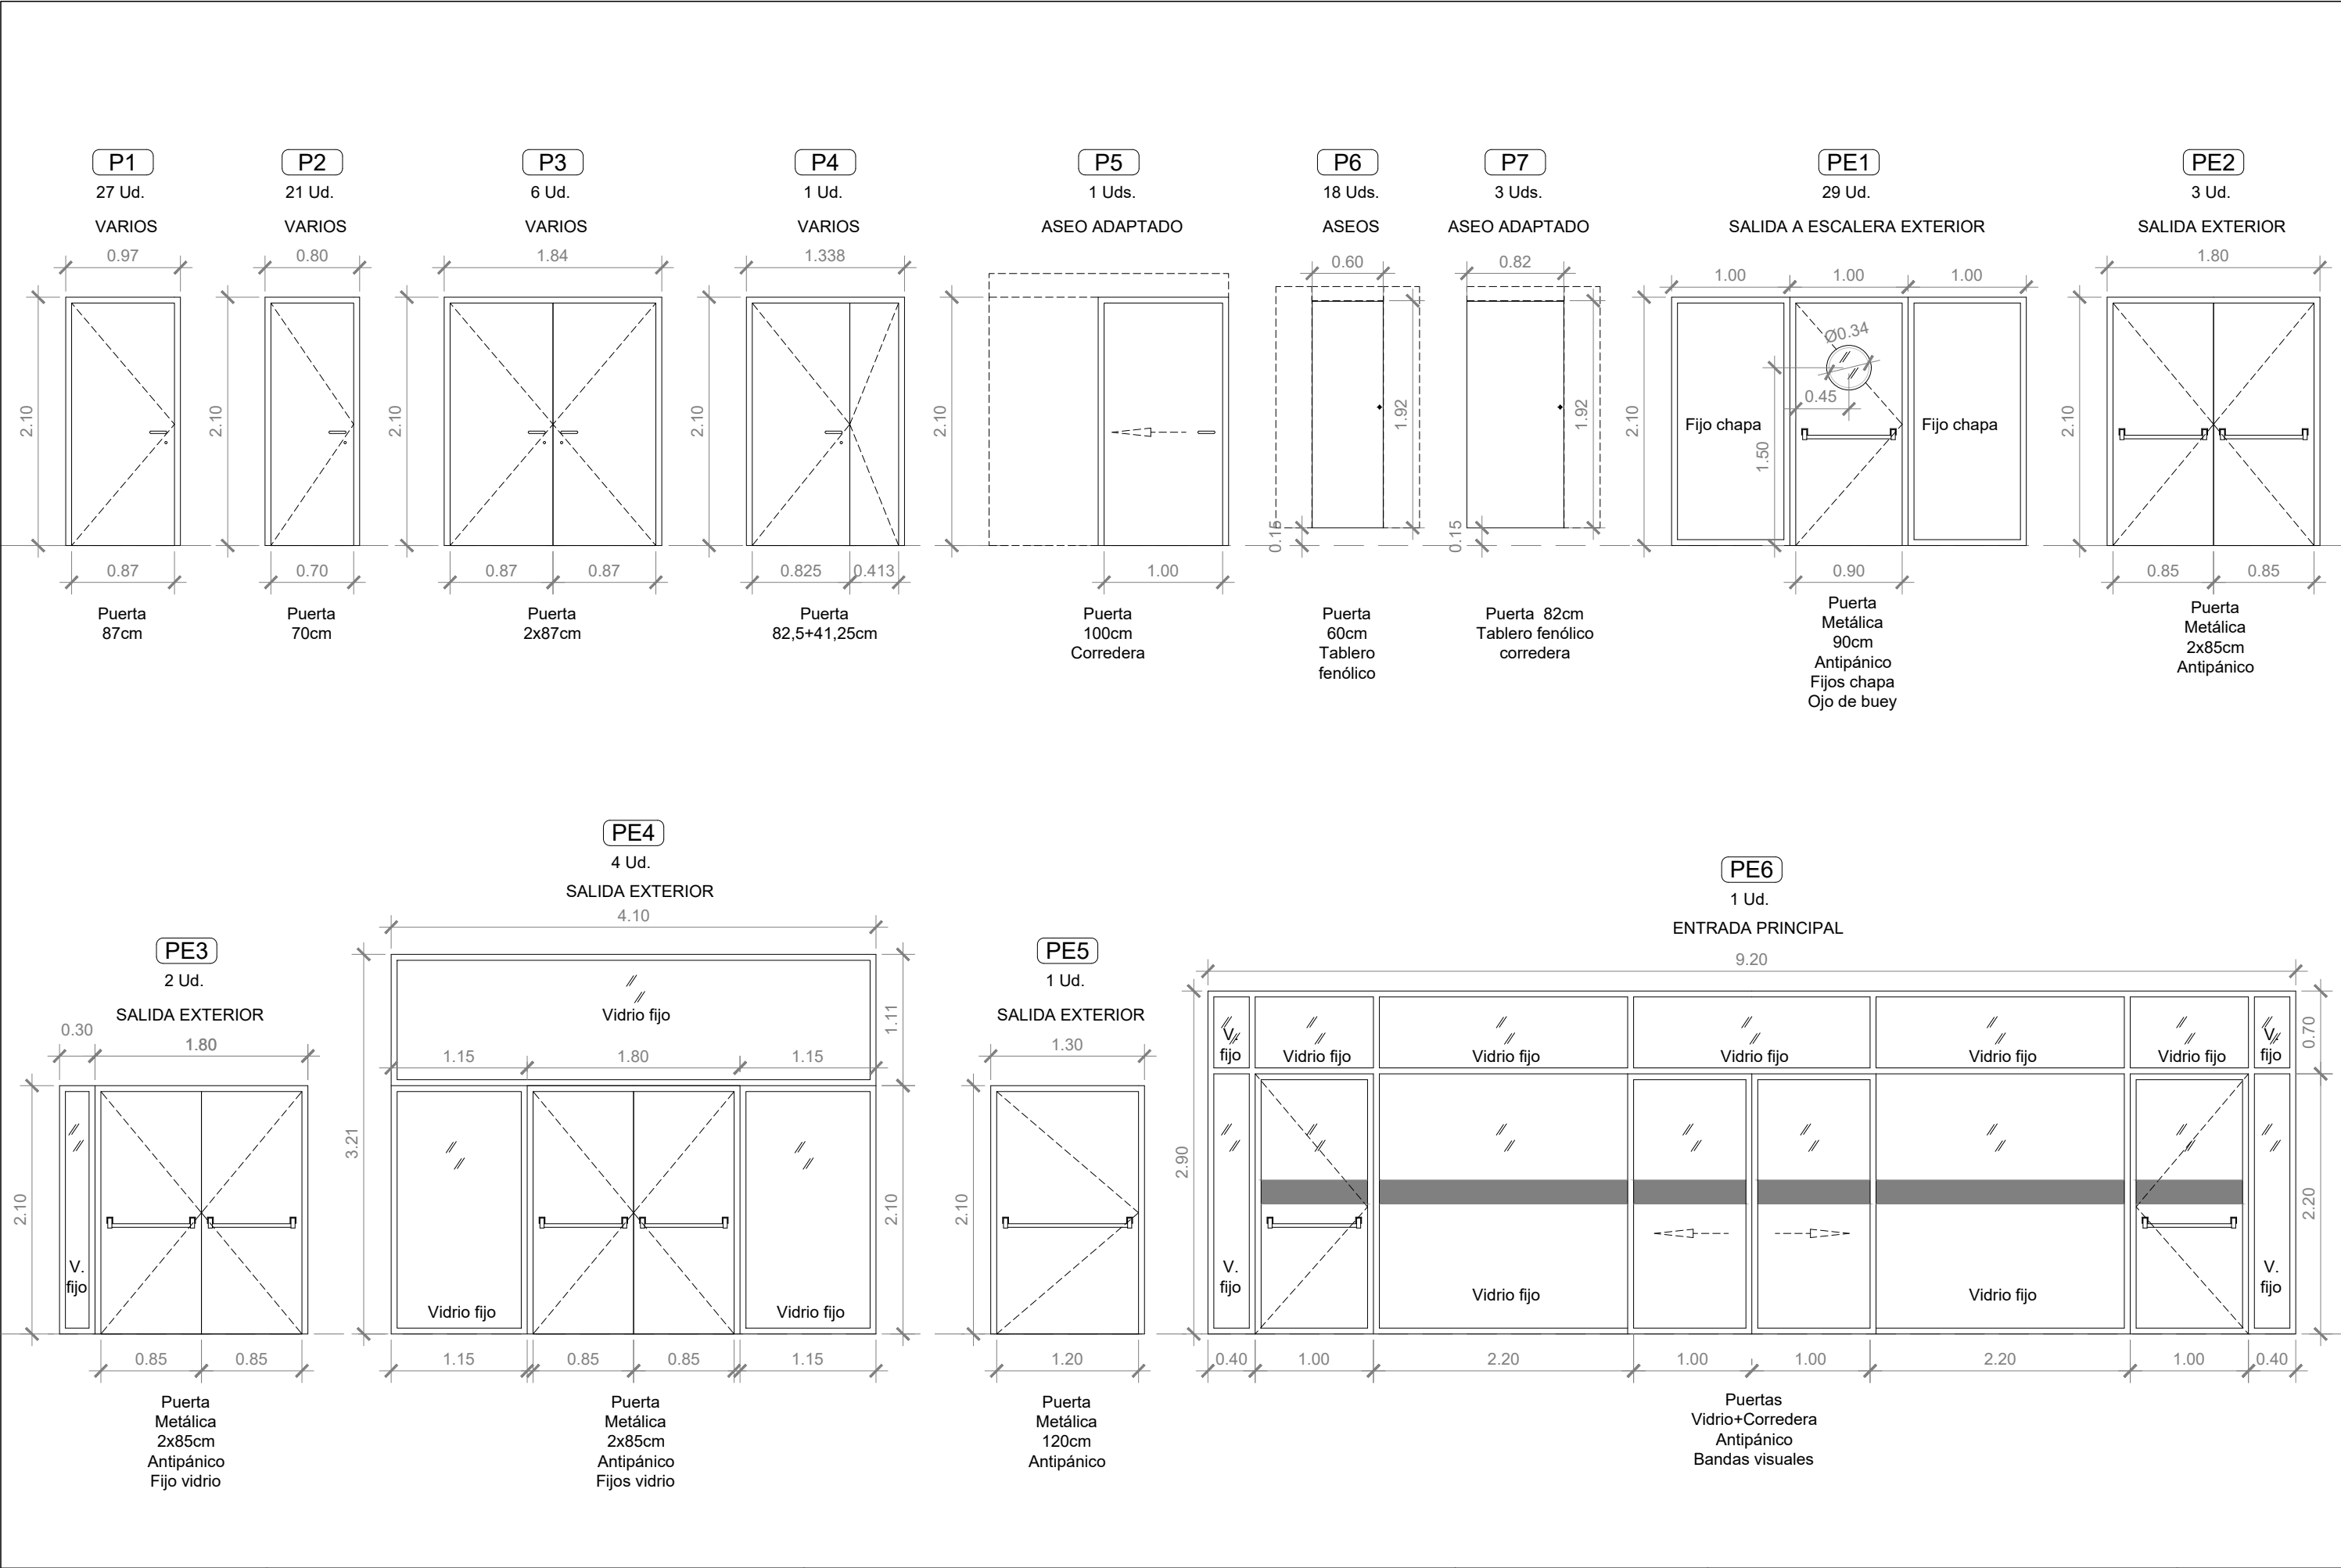 P1
27 Ud.
VARIOS
0.97
2.10
0.87
Puerta
87cm
P2
21 Ud.
VARIOS
0.80
2.10
0.70
Puerta
70cm
P3
6 Ud.
VARIOS
1.84
2.10
0.87
0.87
Puerta
2x87cm
P4
1 Ud.
VARIOS
1.338
2.10
0.825
0.413
Puerta
82,5+41,25cm
P5
1 Uds.
ASEO ADAPTADO
2.10
1.00
Puerta
100cm
Corredera
P6
18 Uds.
ASEOS
0.60
1.92
0.15
Puerta
60cm
Tablero
fenólico
P7
3 Uds.
ASEO ADAPTADO
0.82
1.92
0.15
Puerta 82cm
Tablero fenólico
corredera
PE1
29 Ud.
SALIDA A ESCALERA EXTERIOR
1.00
1.00
1.00
Ø0.34
0.45
2.10
Fijo chapa
1.50
Fijo chapa
0.90
Puerta
Metálica
90cm
Antipánico
Fijos chapa
Ojo de buey
PE2
3 Ud.
SALIDA EXTERIOR
1.80
2.10
0.85
0.85
Puerta
Metálica
2x85cm
Antipánico
PE3
2 Ud.
SALIDA EXTERIOR
0.30
1.80
2.10
V.
fijo
0.85
0.85
Puerta
Metálica
2x85cm
Antipánico
Fijo vidrio
PE4
4 Ud.
SALIDA EXTERIOR
4.10
Vidrio fijo
1.11
1.15
1.80
1.15
3.21
2.10
Vidrio fijo
Vidrio fijo
1.15
0.85
0.85
1.15
Puerta
Metálica
2x85cm
Antipánico
Fijos vidrio
PE5
1 Ud.
SALIDA EXTERIOR
1.30
2.10
1.20
Puerta
Metálica
120cm
Antipánico
PE6
1 Ud.
ENTRADA PRINCIPAL
9.20
V.
fijo
Vidrio fijo
Vidrio fijo
Vidrio fijo
Vidrio fijo
Vidrio fijo
V.
fijo
0.70
2.90
2.20
V.
fijo
Vidrio fijo
Vidrio fijo
V.
fijo
0.40
1.00
2.20
1.00
1.00
2.20
1.00
0.40
Puertas
Vidrio+Corredera
Antipánico
Bandas visuales